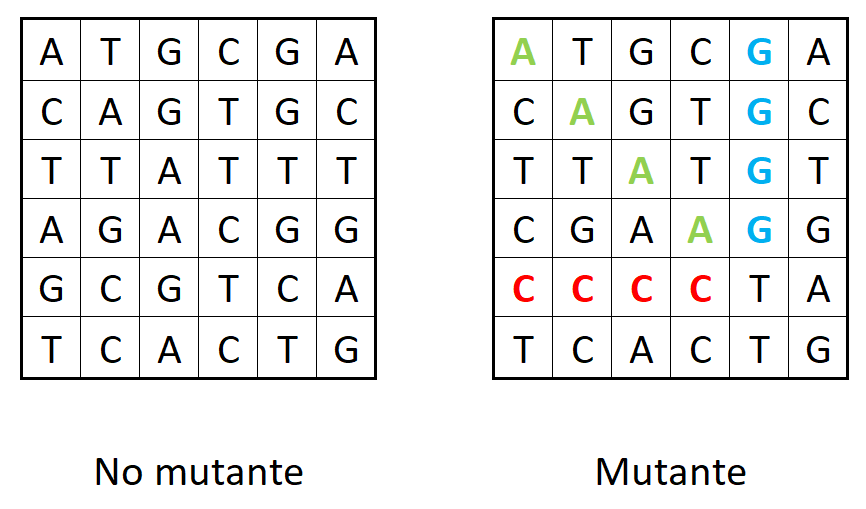 A T G C G A
C A G T G C
T T A T T T
A G A C G G
G C G T C A
T C A C T G
No mutante
A T G C G A
C A G T G C
T T A T G T
C G A A G G
C C C C T A
T C A C T G
Mutante